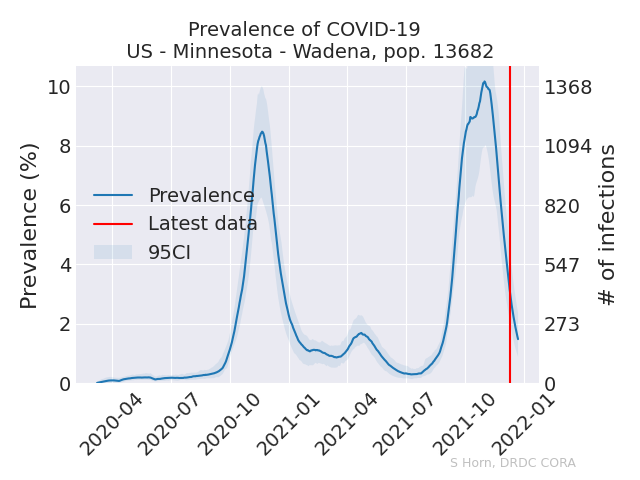 Prevalence of COVID-19
US - Minnesota - Wadena, pop. 13682
Prevalence (%)
10
8
6
4
2
0
Prevalence
Latest data
95CI
1368
1094
820
547
273
0
# of infections
2020-04
2020-07
2020-10
2021-01
2021-04
2021-07
2021-10
2022-01
S Horn, DRDC CORA